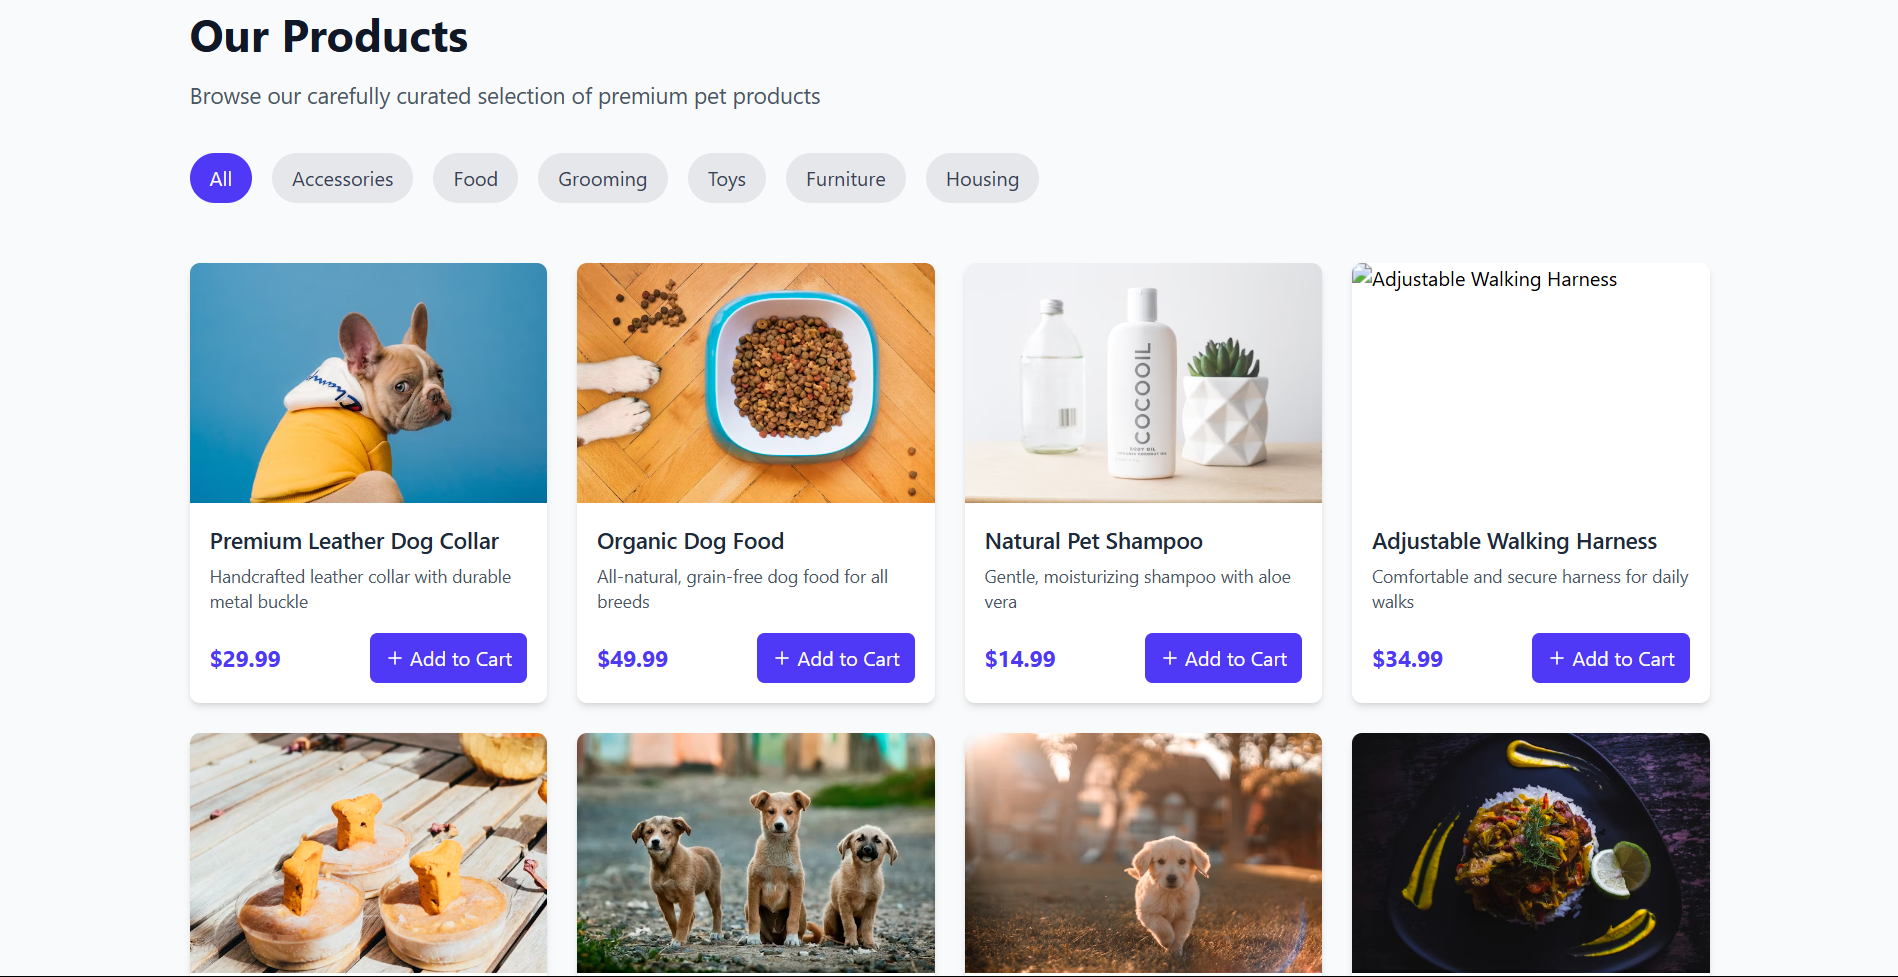 Our Products
Browse our carefully curated selection of premium pet products
All
Accessories
Food
Grooming
Toys
Furniture
Housing
Champion
COCOOIL
BODY OIL
Adjustable Walking Harness
Premium Leather Dog Collar
Handcrafted leather collar with durable
metal buckle
$29.99
+ Add to Cart
Organic Dog Food
All-natural, grain-free dog food for all
breeds
$49.99
+ Add to Cart
Natural Pet Shampoo
Gentle, moisturizing shampoo with aloe
vera
$14.99
+ Add to Cart
Adjustable Walking Harness
Comfortable and secure harness for daily
walks
$34.99
+ Add to Cart